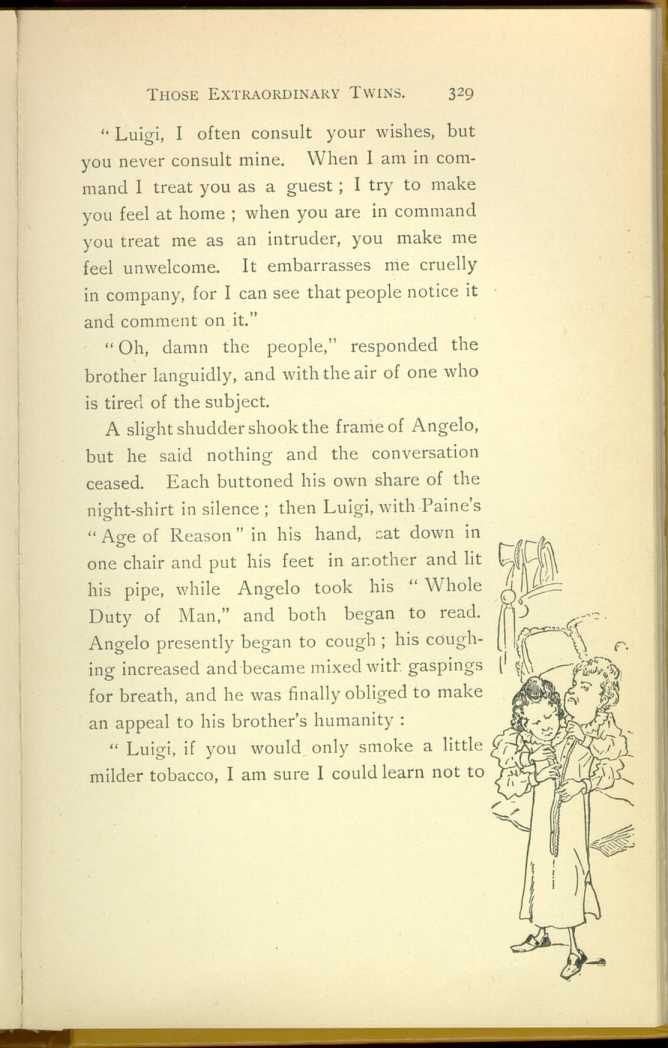 THOSE EXTRAORDINARY TWINS. 329
“ Luigi, I often consult your wishes, but
you never consult mine. When I am in com-
mand I treat you as a guest ; I try to make
you feel at home ; when you are in command
you treat me as an intruder, you make me
feel unwelcome. It embarrasses me cruelly
in company, for I can see that people notice it
and comment on it.”
“ Oh, damn the people,” responded the
brother languidly, and with the air of one who
is tired of the subject.
A slight shudder shook the frame of Angelo,
but he said nothing and the conversation
ceased. Each buttoned his own share of the
night-shirt in silence ; then Luigi, with Paine’s
“ Age of Reason ” in his hand, sat down in
one chair and put his feet in another and lit
his pipe, while Angelo took his “ Whole
Duty of Man,” and both began to read.
Angelo presently began to cough ; his cough-
ing increased and became mixed with gaspings
for breath, and he was finally obliged to make
an appeal to his brother’s humanity :
“ Luigi, if you would only smoke a little
milder tobacco, I am sure I could learn not to